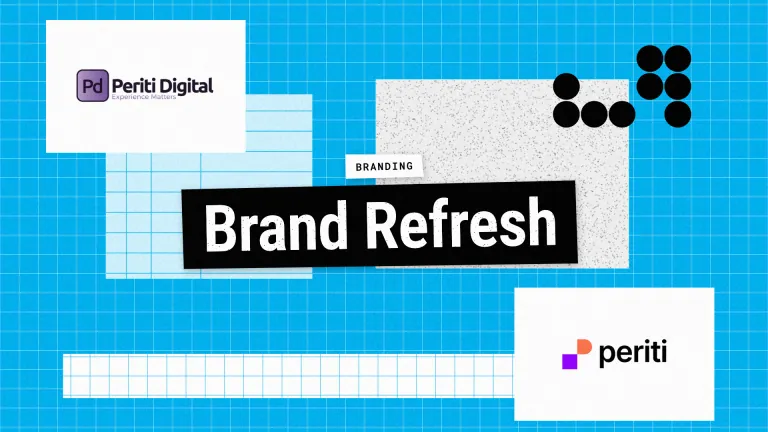 Pd Periti Digital
Experience Matters
BRANDING
Brand Refresh
periti